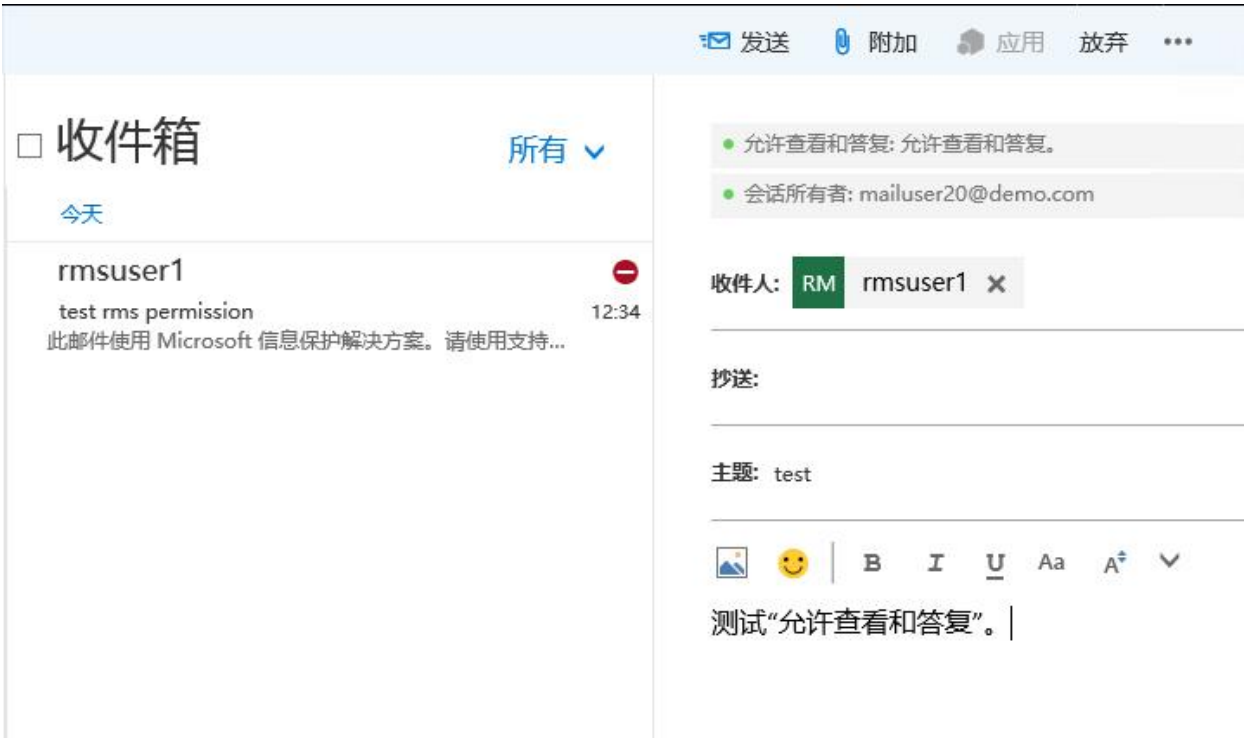 发送 附加 应用 放弃 •••
收件箱
所有
今天
rmsuser1
test rms permission 12:34
此邮件使用 Microsoft 信息保护解决方案。请使用支持...
允许查看和答复: 允许查看和答复。
会话所有者: mailuser20@demo.com
收件人: RM rmsuser1
抄送:
主题: test
B I U Aa A
测试“允许查看和答复”。